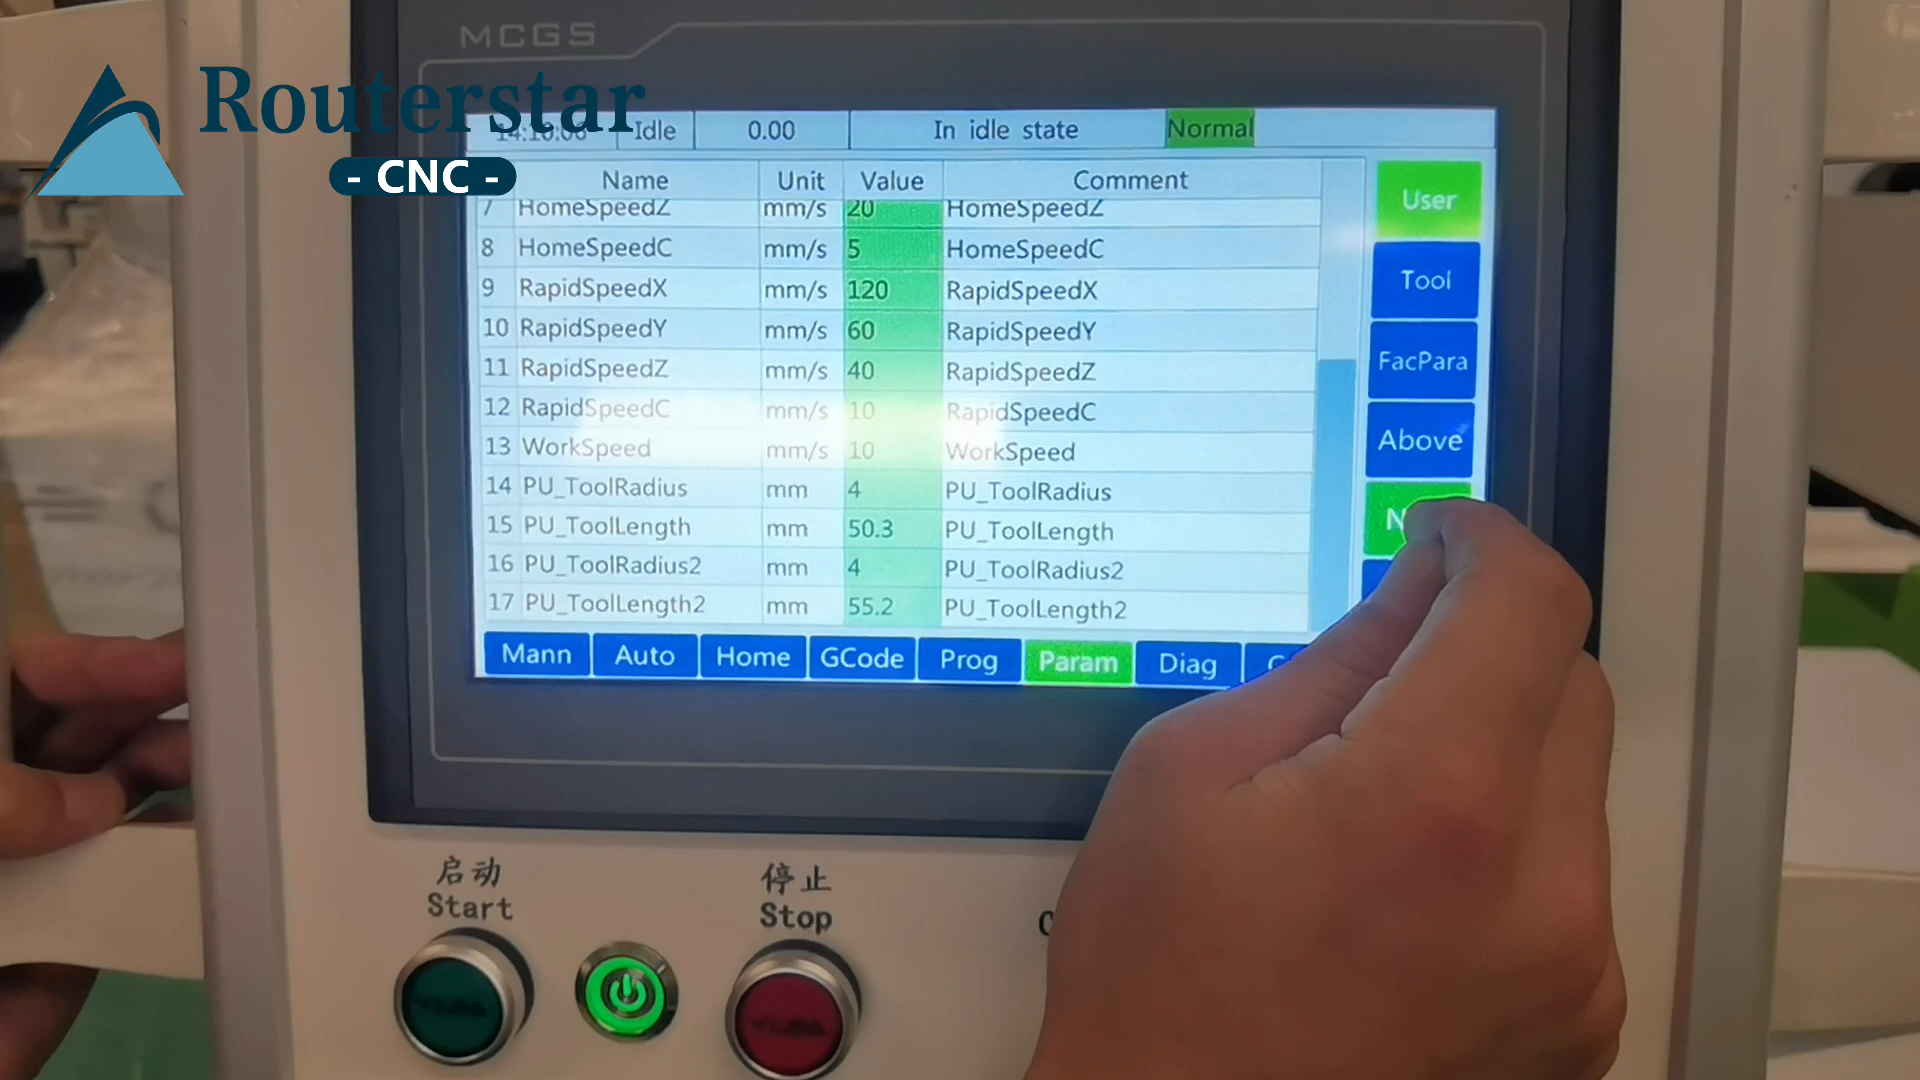 MCGS
Routerstar
- CNC -
Idle 0.00 In idle state Normal
Name Unit Value Comment
7 HomeSpeedZ mm/s 20 HomeSpeedZ
8 HomeSpeedC mm/s 5 HomeSpeedC
9 RapidSpeedX mm/s 120 RapidSpeedX
10 RapidSpeedY mm/s 60 RapidSpeedY
11 RapidSpeedZ mm/s 40 RapidSpeedZ
12 RapidSpeedC mm/s 10 RapidSpeedC
13 WorkSpeed mm/s 10 WorkSpeed
14 PU_ToolRadius mm 4 PU_ToolRadius
15 PU_ToolLength mm 50.3 PU_ToolLength
16 PU_ToolRadius2 mm 4 PU_ToolRadius2
17 PU_ToolLength2 mm 55.2 PU_ToolLength2
User
Tool
FacPara
Above
Mann Auto Home GCode Prog Param Diag
启动
Start
停止
Stop